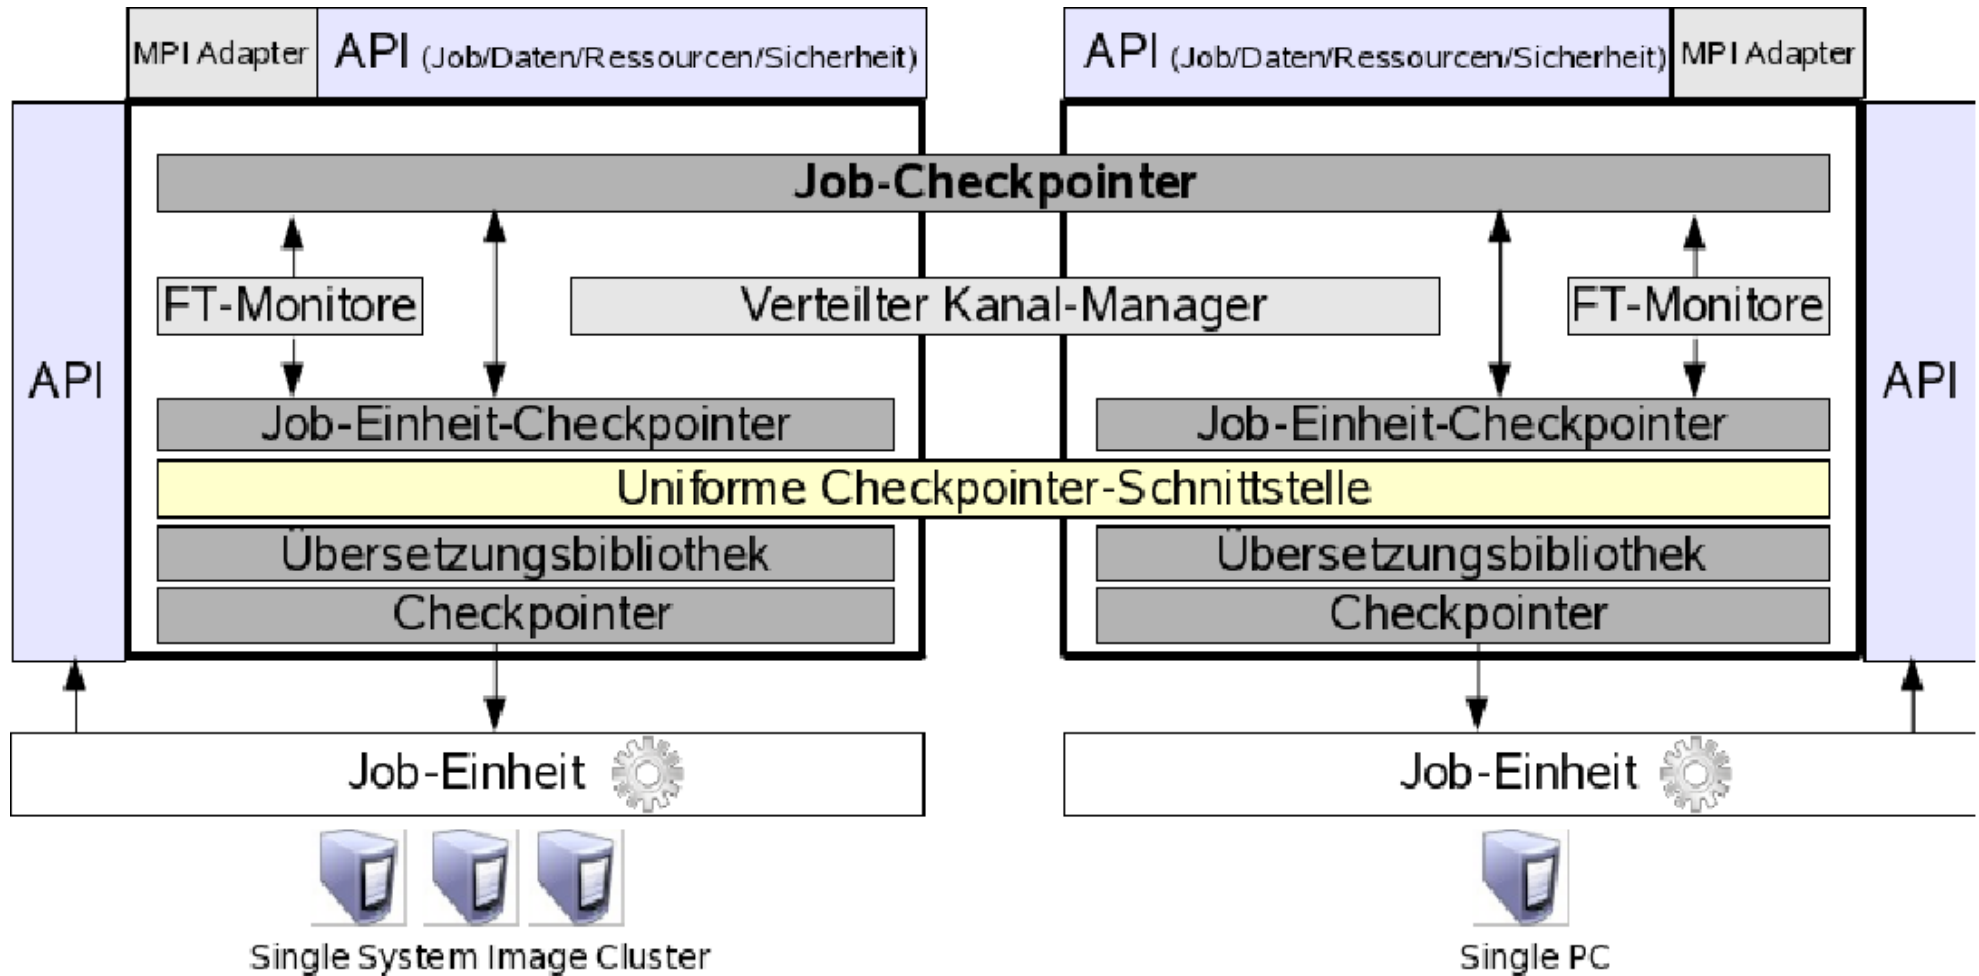 MPI Adapter
API (Job/Daten/Ressourcen/Sicherheit)
API (Job/Daten/Ressourcen/Sicherheit)
MPI Adapter
Job-Checkpointer
FT-Monitore
Verteilter Kanal-Manager
FT-Monitore
API
API
Job-Einheit-Checkpointer
Job-Einheit-Checkpointer
Uniforme Checkpointer-Schnittstelle
Übersetzungsbibliothek
Übersetzungsbibliothek
Checkpointer
Checkpointer
Job-Einheit
Job-Einheit
Single System Image Cluster
Single PC